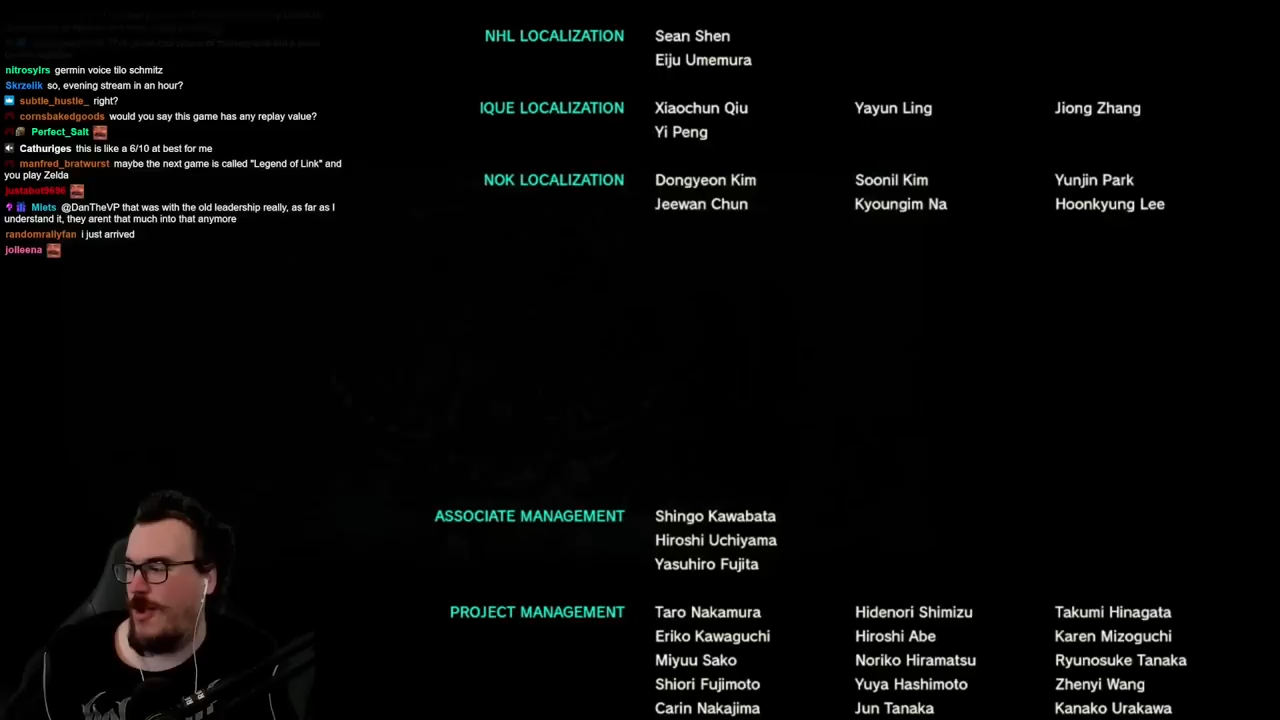 nitrosylrs germin voice tilo schmitz
Skrzelik so, evening stream in an hour?
subtle_hustle_ right?
cornsbakedgoods would you say this game has any replay value?
Perfect_Salt
Cathuriges this is like a 6/10 at best for me
manfred_bratwurst maybe the next game is called "Legend of Link" and
you play Zelda
justabot9696
Miets @DanTheVP that was with the old leadership really, as far as I
understand it, they arent that much into that anymore
randomrallyfan i just arrived
jolleena
NHL LOCALIZATION Sean Shen
Eiju Umemura
IQUE LOCALIZATION Xiaochun Qiu Yayun Ling Jiong Zhang
Yi Peng
NOK LOCALIZATION Dongyeon Kim Soonil Kim Yunjin Park
Jeewan Chun Kyoungim Na Hoonkyung Lee
ASSOCIATE MANAGEMENT Shingo Kawabata
Hiroshi Uchiyama
Yasuhiro Fujita
PROJECT MANAGEMENT Taro Nakamura Hidenori Shimizu Takumi Hinagata
Eriko Kawaguchi Hiroshi Abe Karen Mizoguchi
Miyuu Sako Noriko Hiramatsu Ryunosuke Tanaka
Shiori Fujimoto Yuya Hashimoto Zhenyi Wang
Carin Nakajima Jun Tanaka Kanako Urakawa